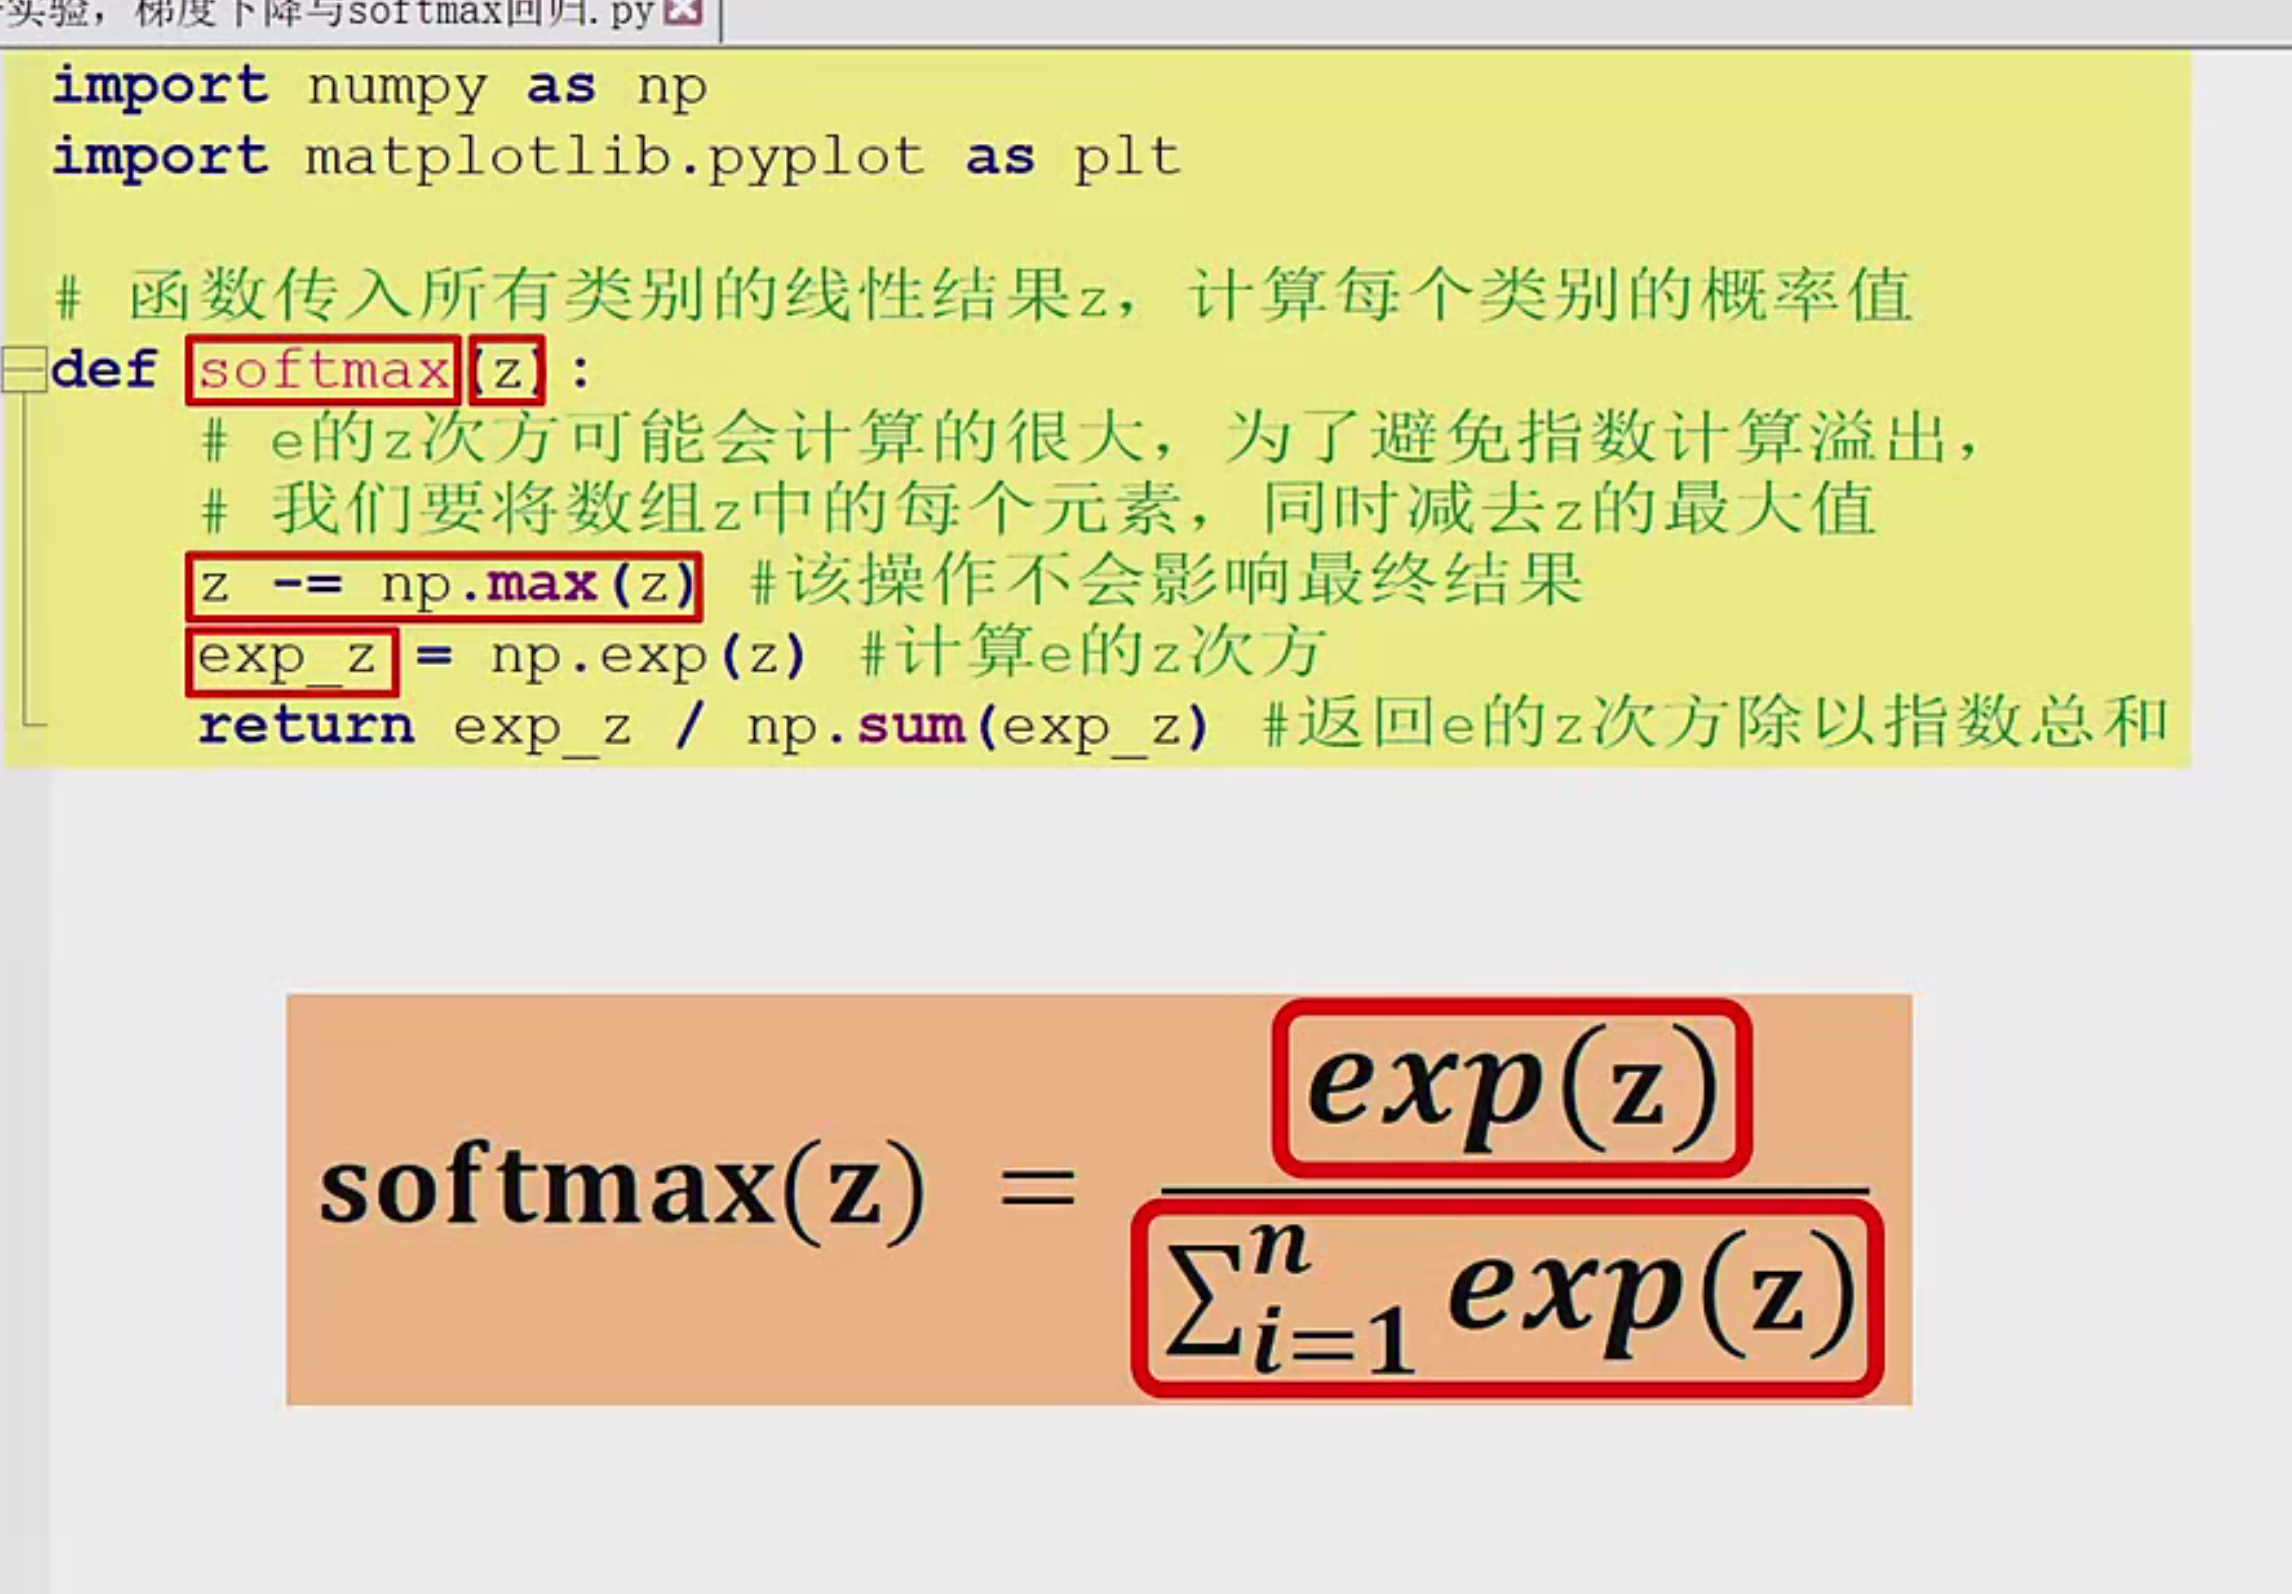 实验，梯度下降与softmax回归.py
import numpy as np
import matplotlib.pyplot as plt
# 函数传入所有类别的线性结果z，计算每个类别的概率值
def softmax(z):
# e的z次方可能会计算的很大，为了避免指数计算溢出，
# 我们要将数组z中的每个元素，同时减去z的最大值
z -= np.max(z) #该操作不会影响最终结果
exp_z = np.exp(z) #计算e的z次方
return exp_z / np.sum(exp_z) #返回e的z次方除以指数总和
softmax(z) = exp(z) / ∑ⁿᵢ₌₁ exp(z)